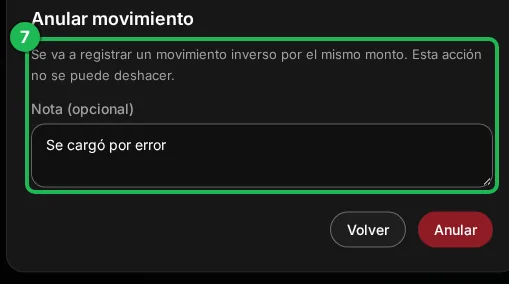 Anular movimiento
7
Se va a registrar un movimiento inverso por el mismo monto. Esta acción
no se puede deshacer.
Nota (opcional)
Se cargó por error
Volver
Anular